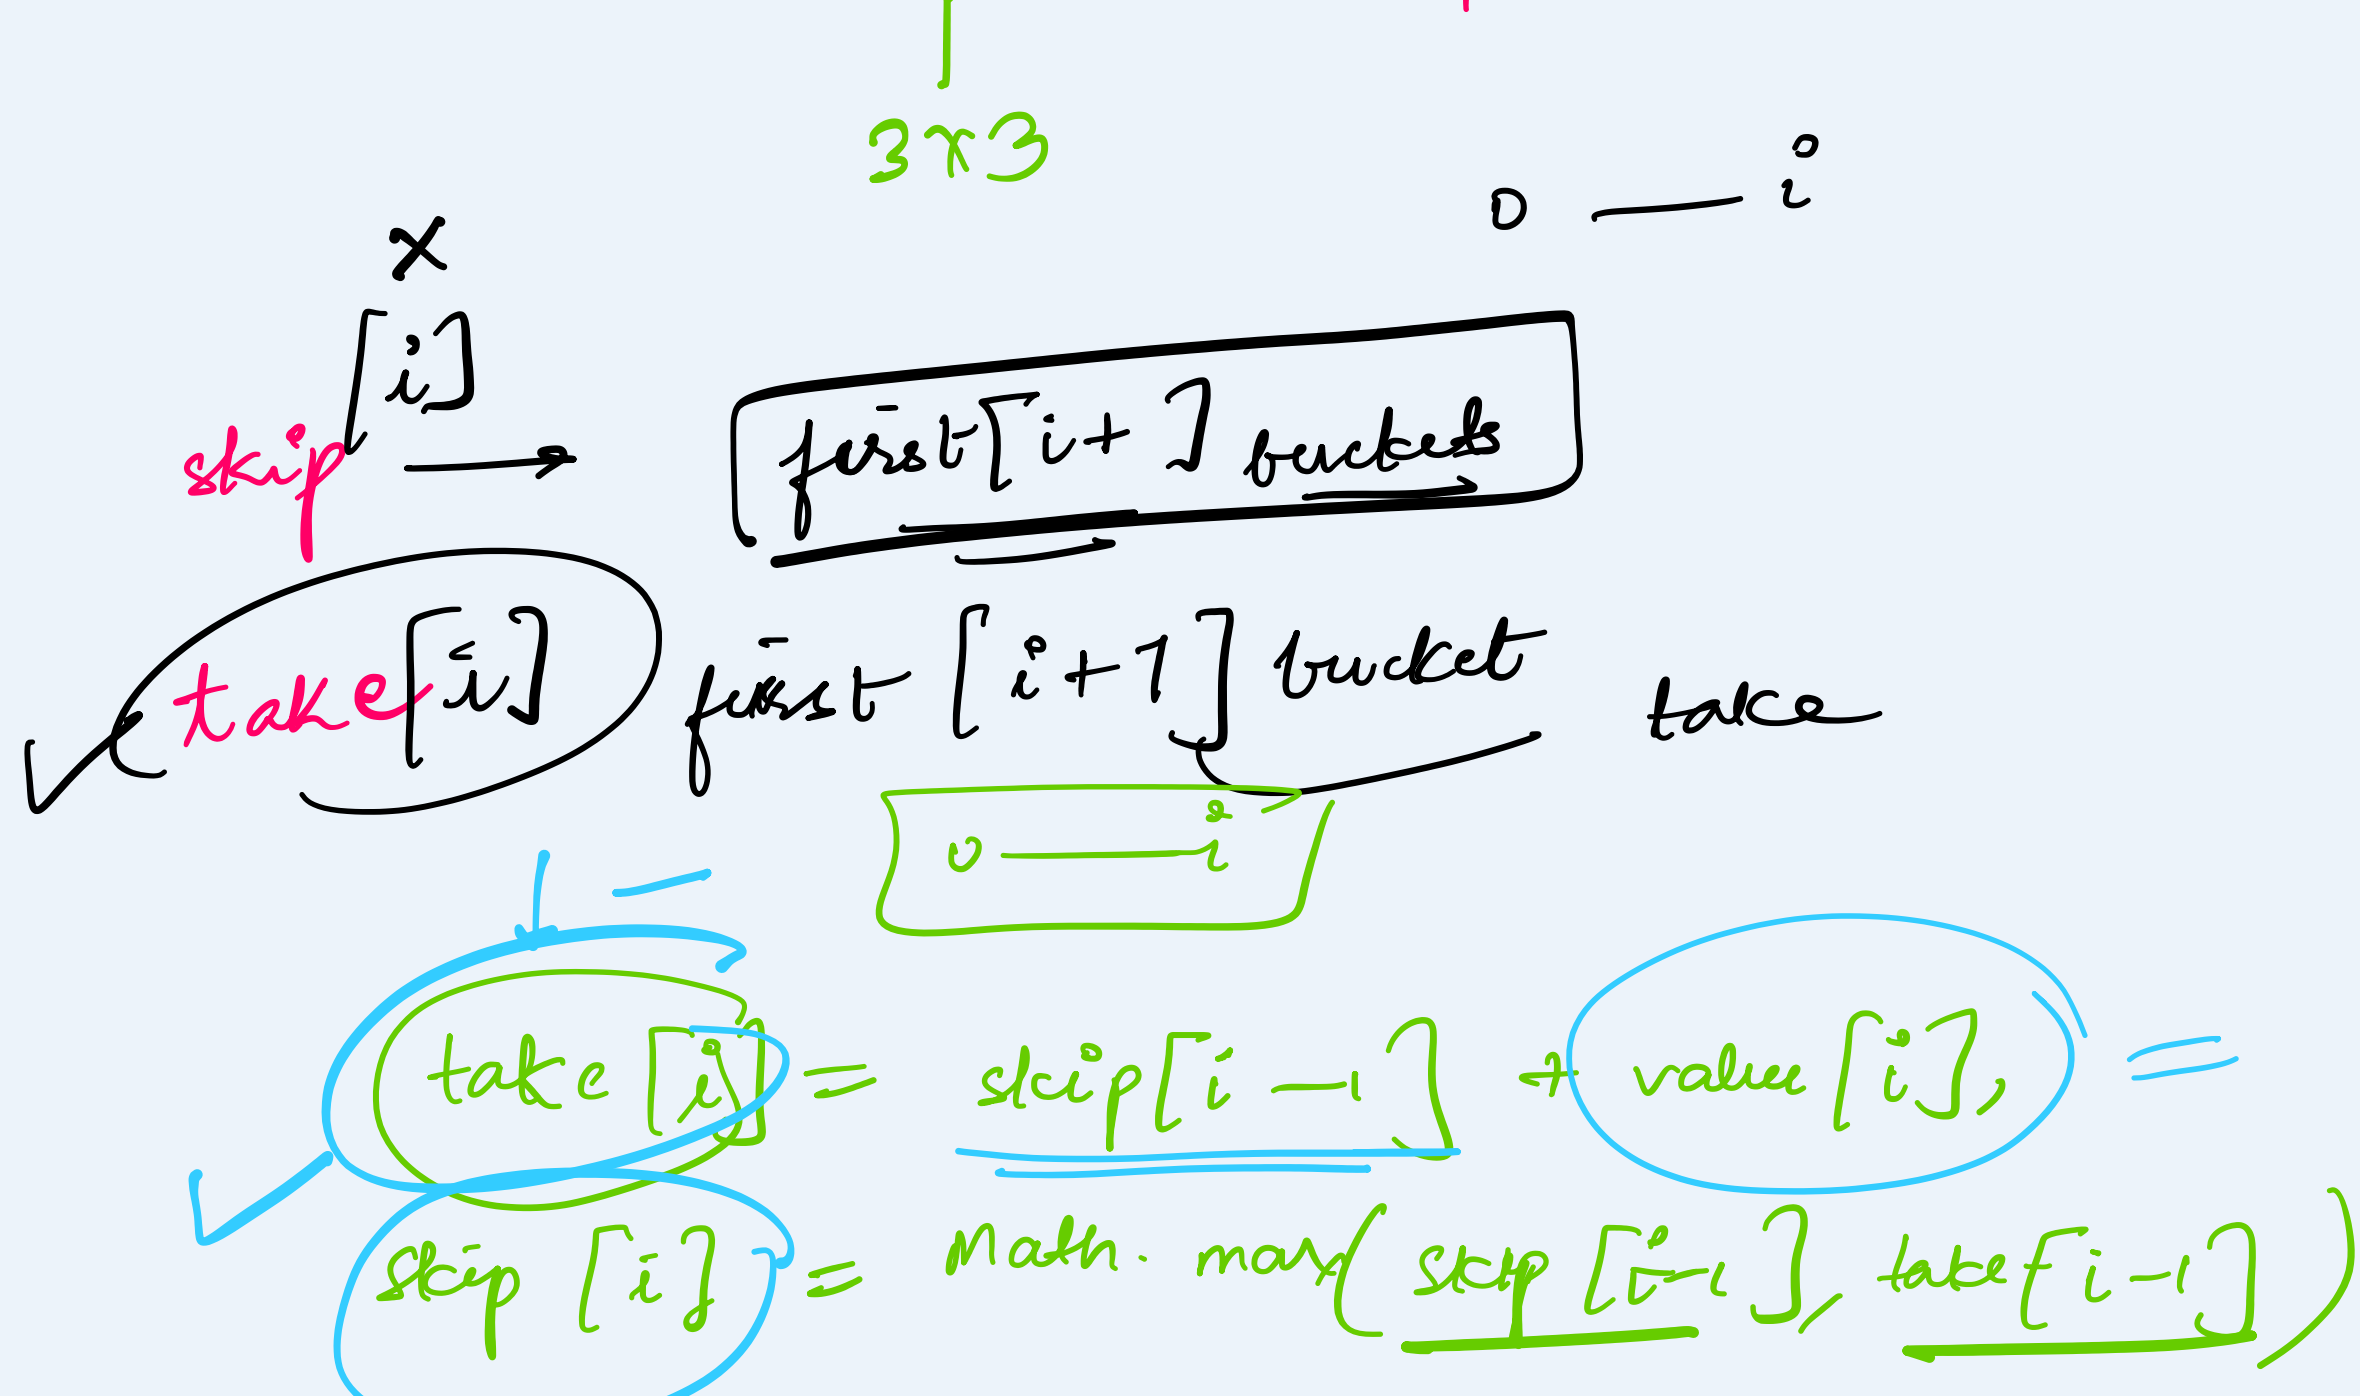 3x3
0 — i
x
skip[i] → first[i+ ] buckets
take[i] first [i+1] bucket take
0 — i
take [i] = skip[i-1] + value[i],
skip [i] = Math.max(skip[i-1], take[i-1])